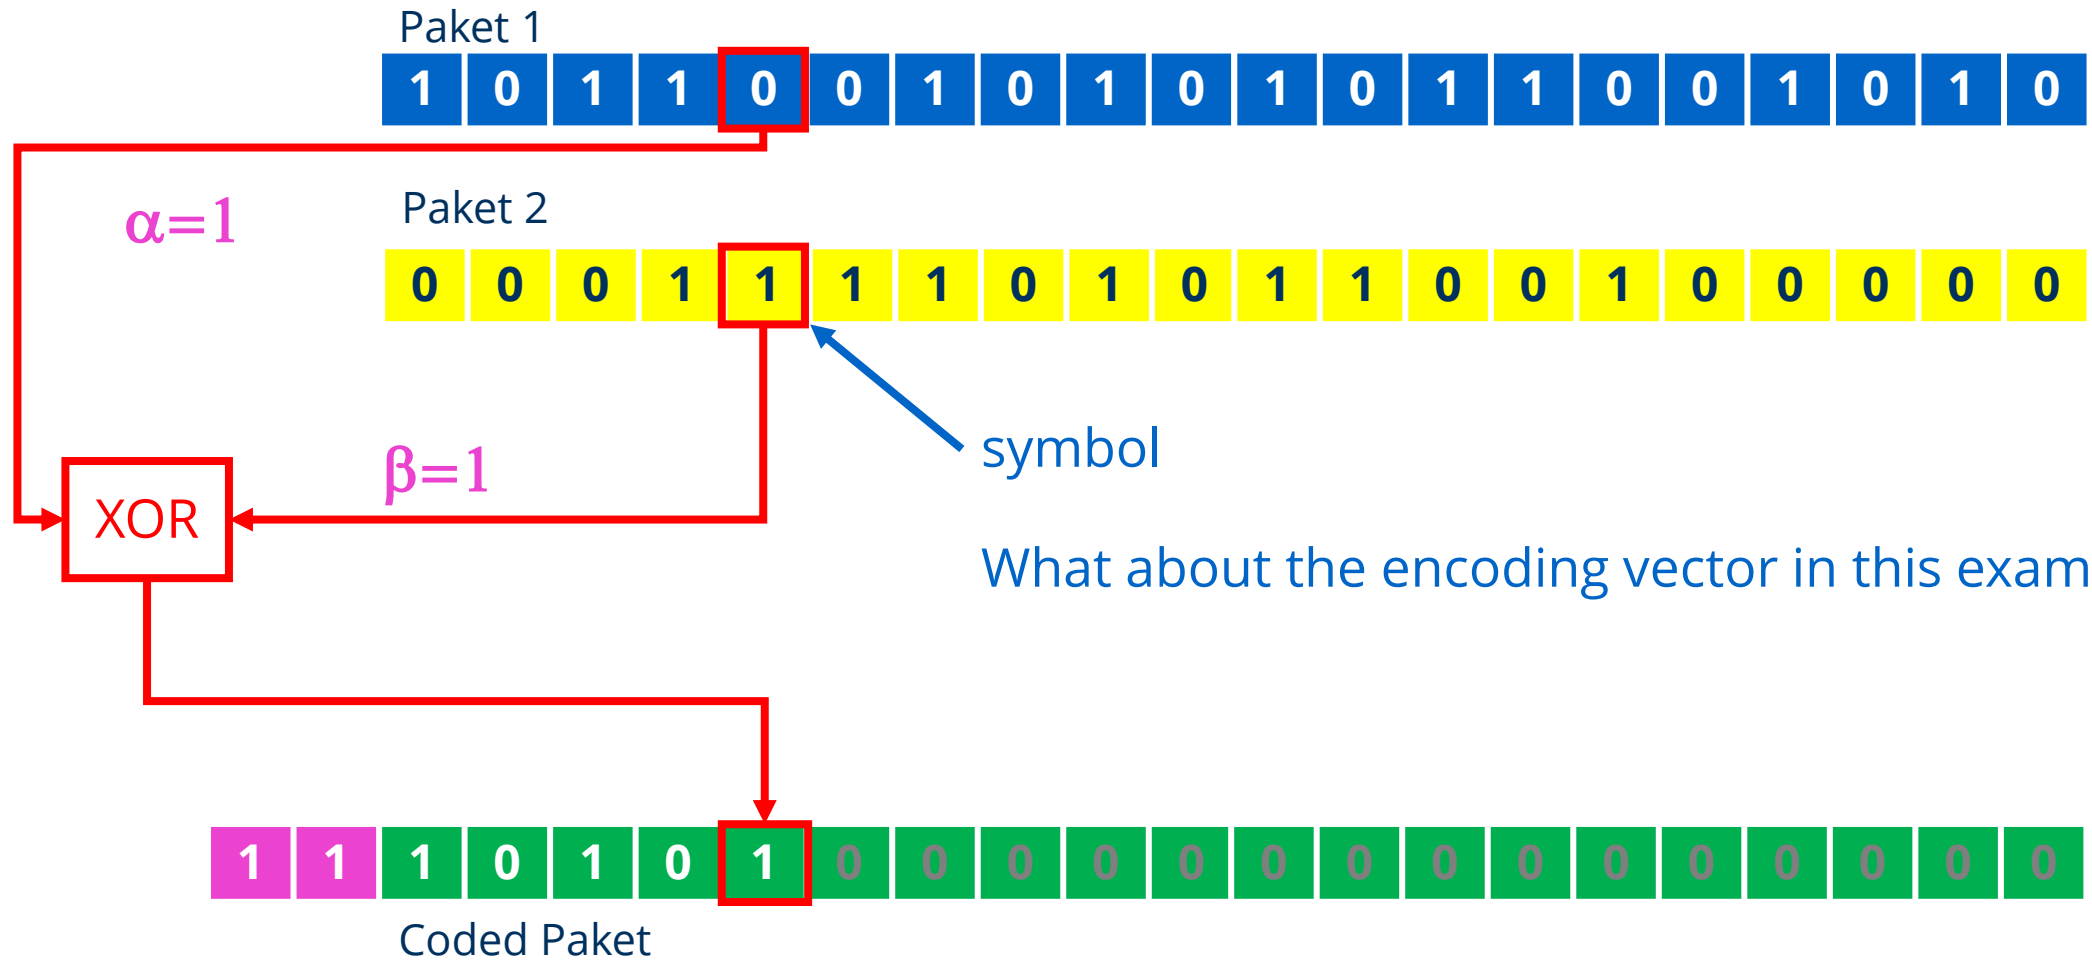 Paket 1
1 0 1 1 0 0 1 0 1 0 1 0 1 1 0 0 1 0 1 0
α=1
Paket 2
0 0 0 1 1 1 1 0 1 0 1 1 0 0 1 0 0 0 0 0
symbol
β=1
XOR
What about the encoding vector in this exam
1 1 1 0 1 0 1 0 0 0 0 0 0 0 0 0 0 0 0 0 0 0
Coded Paket